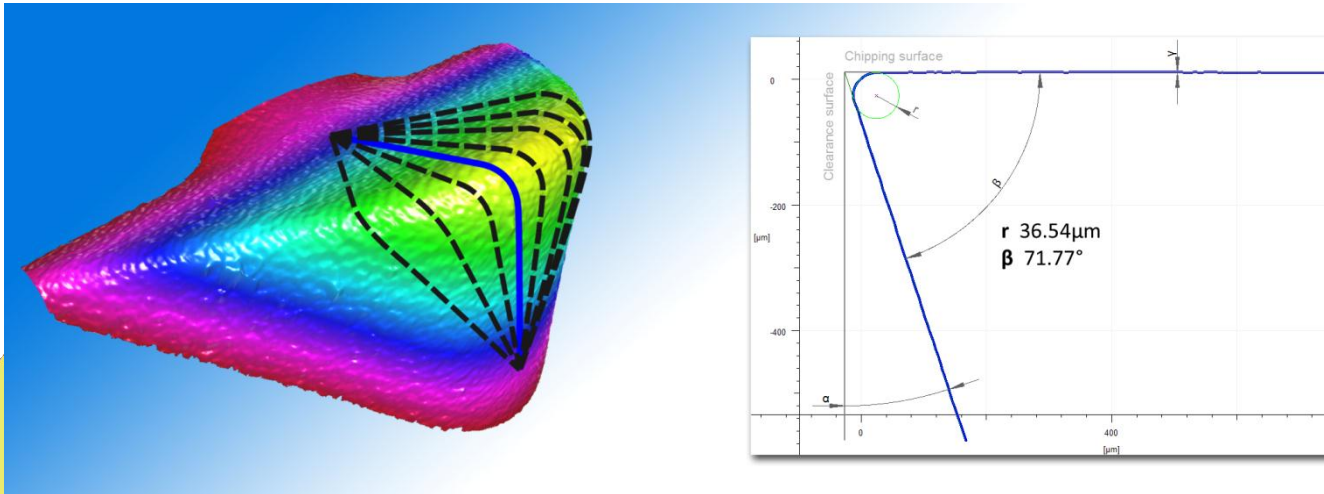 Chipping surface
Clearance surface
γ
0
r
β
-200
[µm]
r 36.54µm
β 71.77°
-400
α
0
400
[µm]